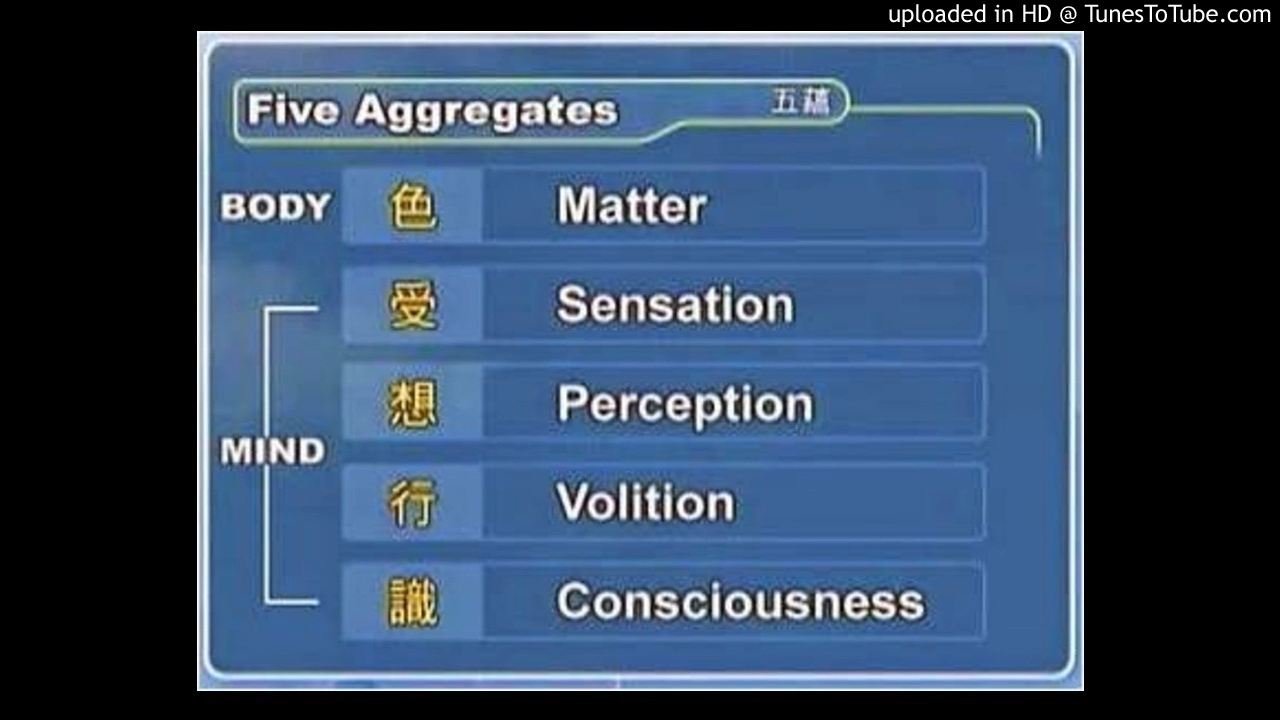 uploaded in HD @ TunesToTube.com
Five Aggregates 五蘊
BODY 色 Matter
受 Sensation
想 Perception
MIND
行 Volition
識 Consciousness